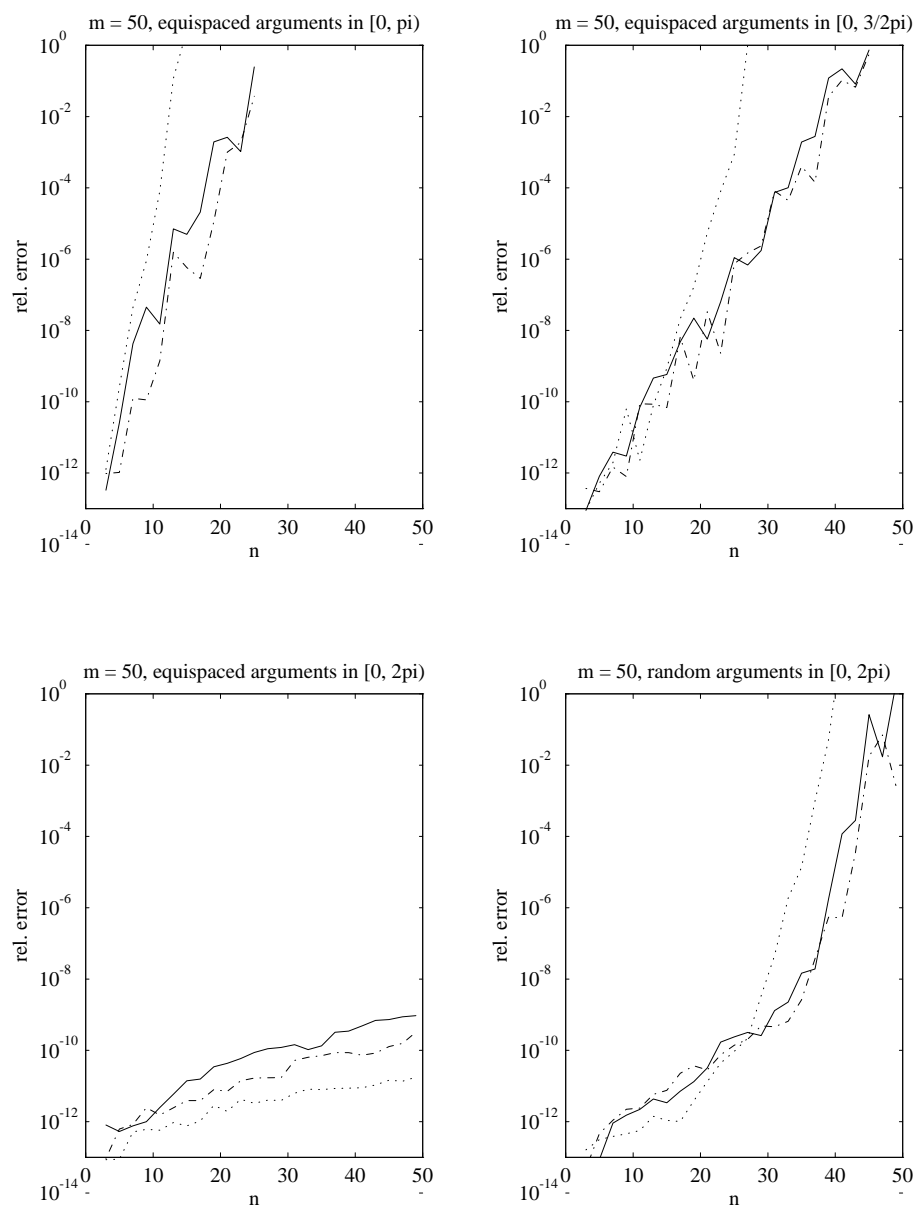 m = 50, equispaced arguments in [0, pi)
10^0
10^-2
10^-4
10^-6
10^-8
10^-10
10^-12
10^-14
rel. error
0 10 20 30 40 50
n
m = 50, equispaced arguments in [0, 3/2pi)
10^0
10^-2
10^-4
10^-6
10^-8
10^-10
10^-12
10^-14
rel. error
0 10 20 30 40 50
n
m = 50, equispaced arguments in [0, 2pi)
10^0
10^-2
10^-4
10^-6
10^-8
10^-10
10^-12
10^-14
rel. error
0 10 20 30 40 50
n
m = 50, random arguments in [0, 2pi)
10^0
10^-2
10^-4
10^-6
10^-8
10^-10
10^-12
10^-14
rel. error
0 10 20 30 40 50
n